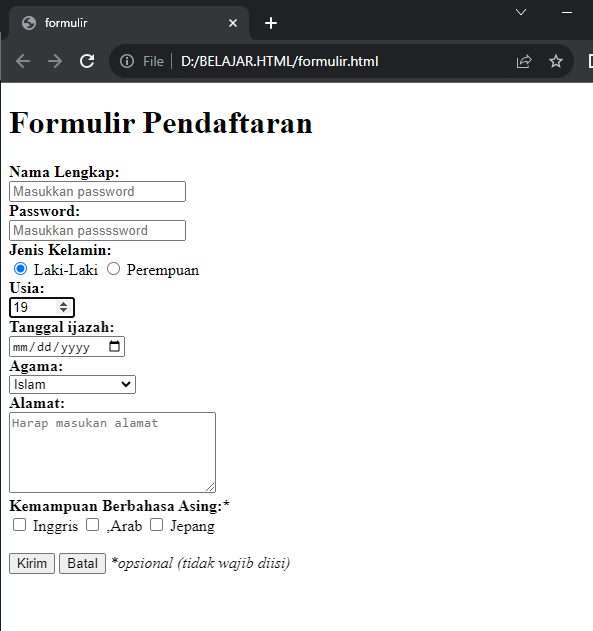 formulir
File D:/BELAJAR.HTML/formulir.html
Formulir Pendaftaran
Nama Lengkap:
Masukkan password
Password:
Masukkan passssword
Jenis Kelamin:
Laki-Laki Perempuan
Usia:
19
Tanggal ijazah:
mm/dd/yyyy
Agama:
Islam
Alamat:
Harap masukan alamat
Kemampuan Berbahasa Asing:*
Inggris ,Arab Jepang
Kirim Batal *opsional (tidak wajib diisi)